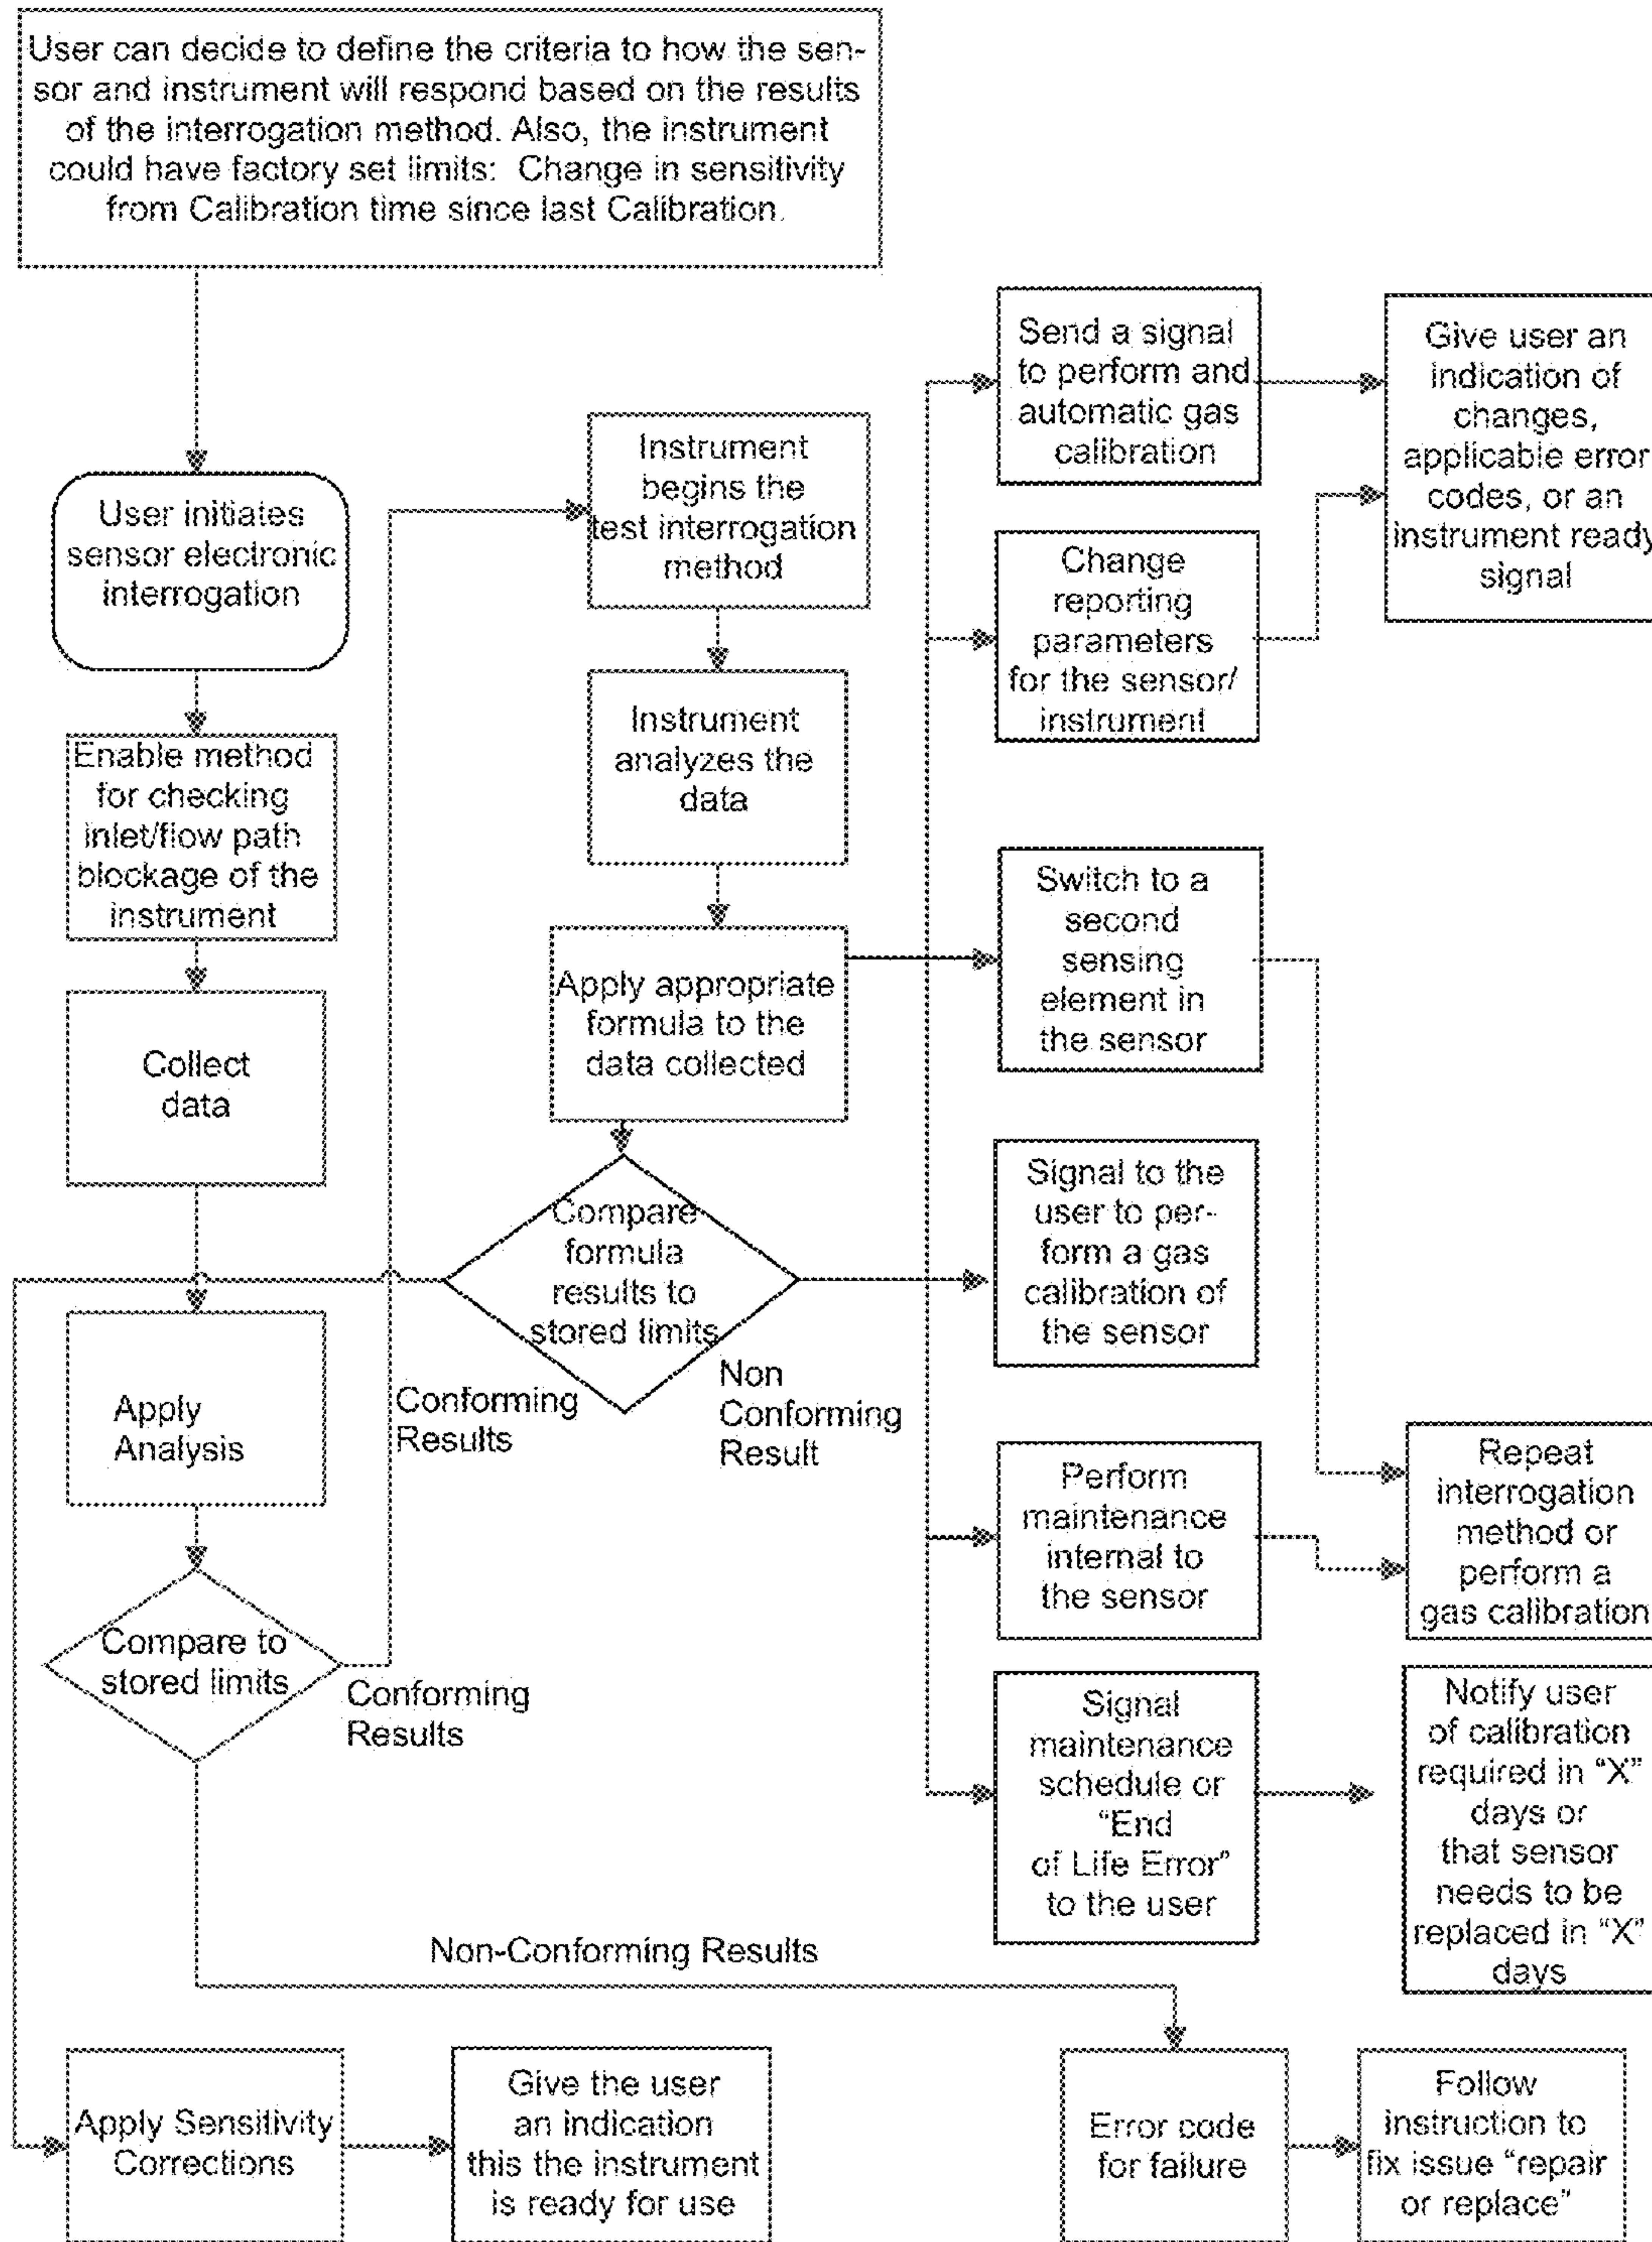 User can decide to define the criteria to how the sen-
sor and instrument will respond based on the results
of the interrogation method. Also, the instrument
could have factory set limits: Change in sensitivity
from Calibration time since last Calibration.
User initiates
sensor electronic
interrogation
Enable method
for checking
inlet/flow path
blockage of the
instrument
Collect
data
Apply
Analysis
Compare to
stored limits
Conforming
Results
Non-Conforming Results
Instrument
begins the
test interrogation
method
Instrument
analyzes the
data
Apply appropriate
formula to the
data collected
Compare
formula
results to
stored limits
Conforming
Results
Non
Conforming
Result
Send a signal
to perform and
automatic gas
calibration
Change
reporting
parameters
for the sensor/
instrument
Switch to a
second
sensing
element in
the sensor
Signal to the
user to per-
form a gas
calibration of
the sensor
Perform
maintenance
internal to
the sensor
Signal
maintenance
schedule or
“End
of Life Error”
to the user
Give user an
indication of
changes,
applicable error
codes, or an
instrument ready
signal
Repeat
interrogation
method or
perform a
gas calibration
Notify user
of calibration
required in “X”
days or
that sensor
needs to be
replaced in “X”
days
Apply Sensitivity
Corrections
Give the user
an indication
this the instrument
is ready for use
Error code
for failure
Follow
instruction to
fix issue “repair
or replace”